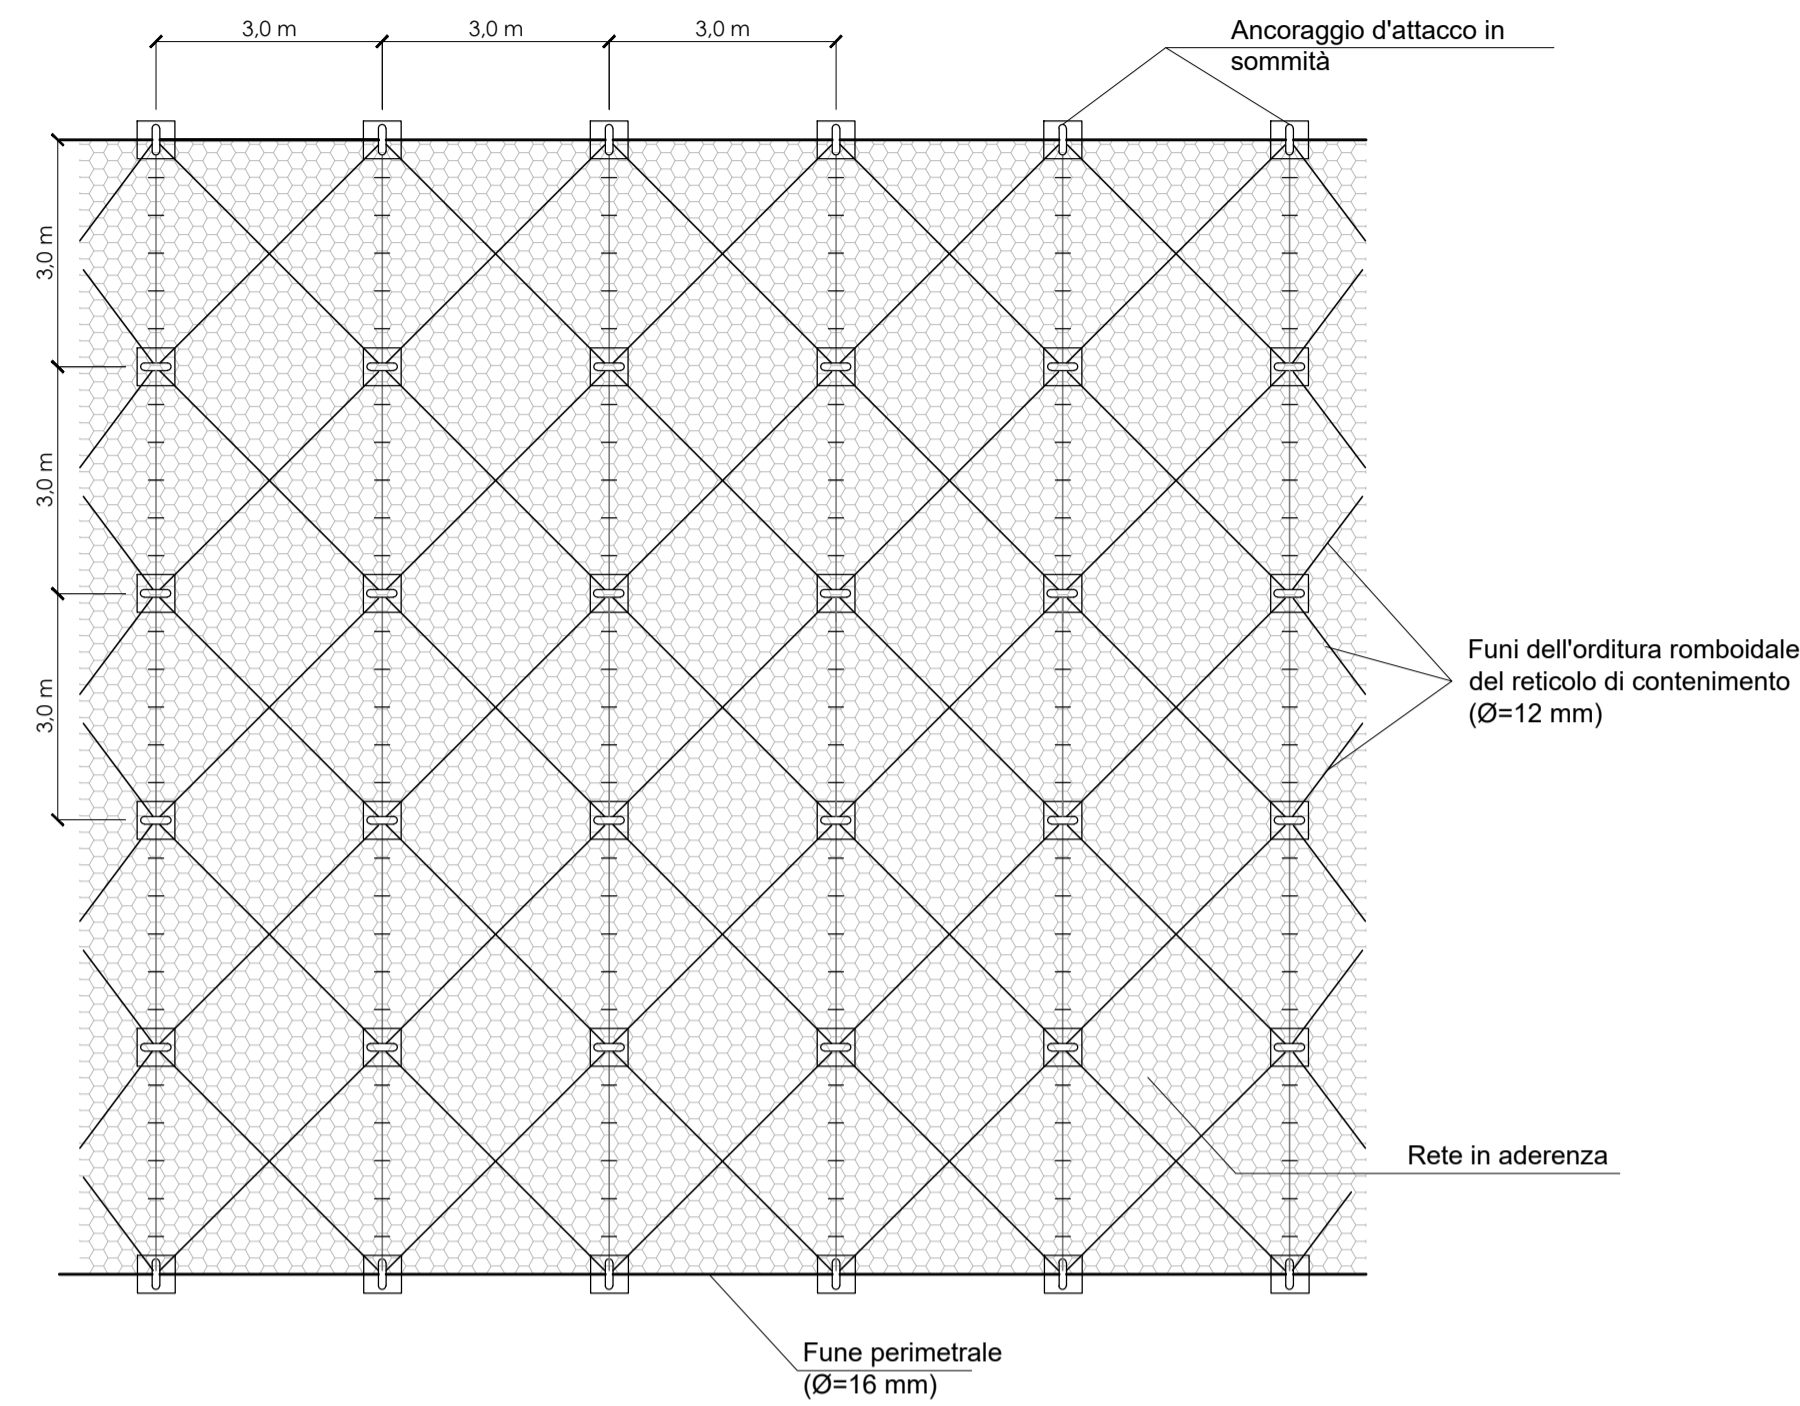 3,0 m
3,0 m
3,0 m
Ancoraggio d'attacco in
sommità
3,0 m
3,0 m
3,0 m
Funi dell'orditura romboidale
del reticolo di contenimento
(Ø=12 mm)
Rete in aderenza
Fune perimetrale
(Ø=16 mm)